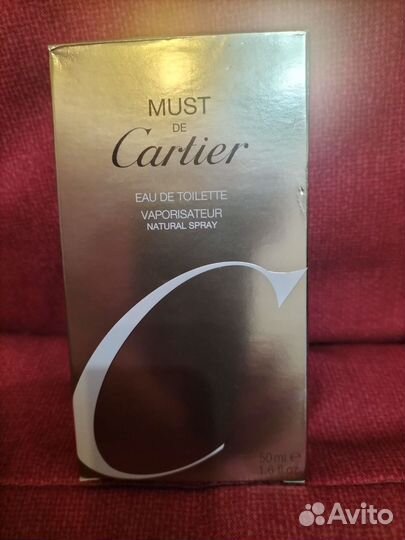 MUST
DE
Cartier
EAU DE TOILETTE
VAPORISATEUR
NATURAL SPRAY
50 ml e
1.6 fl.oz
Avito